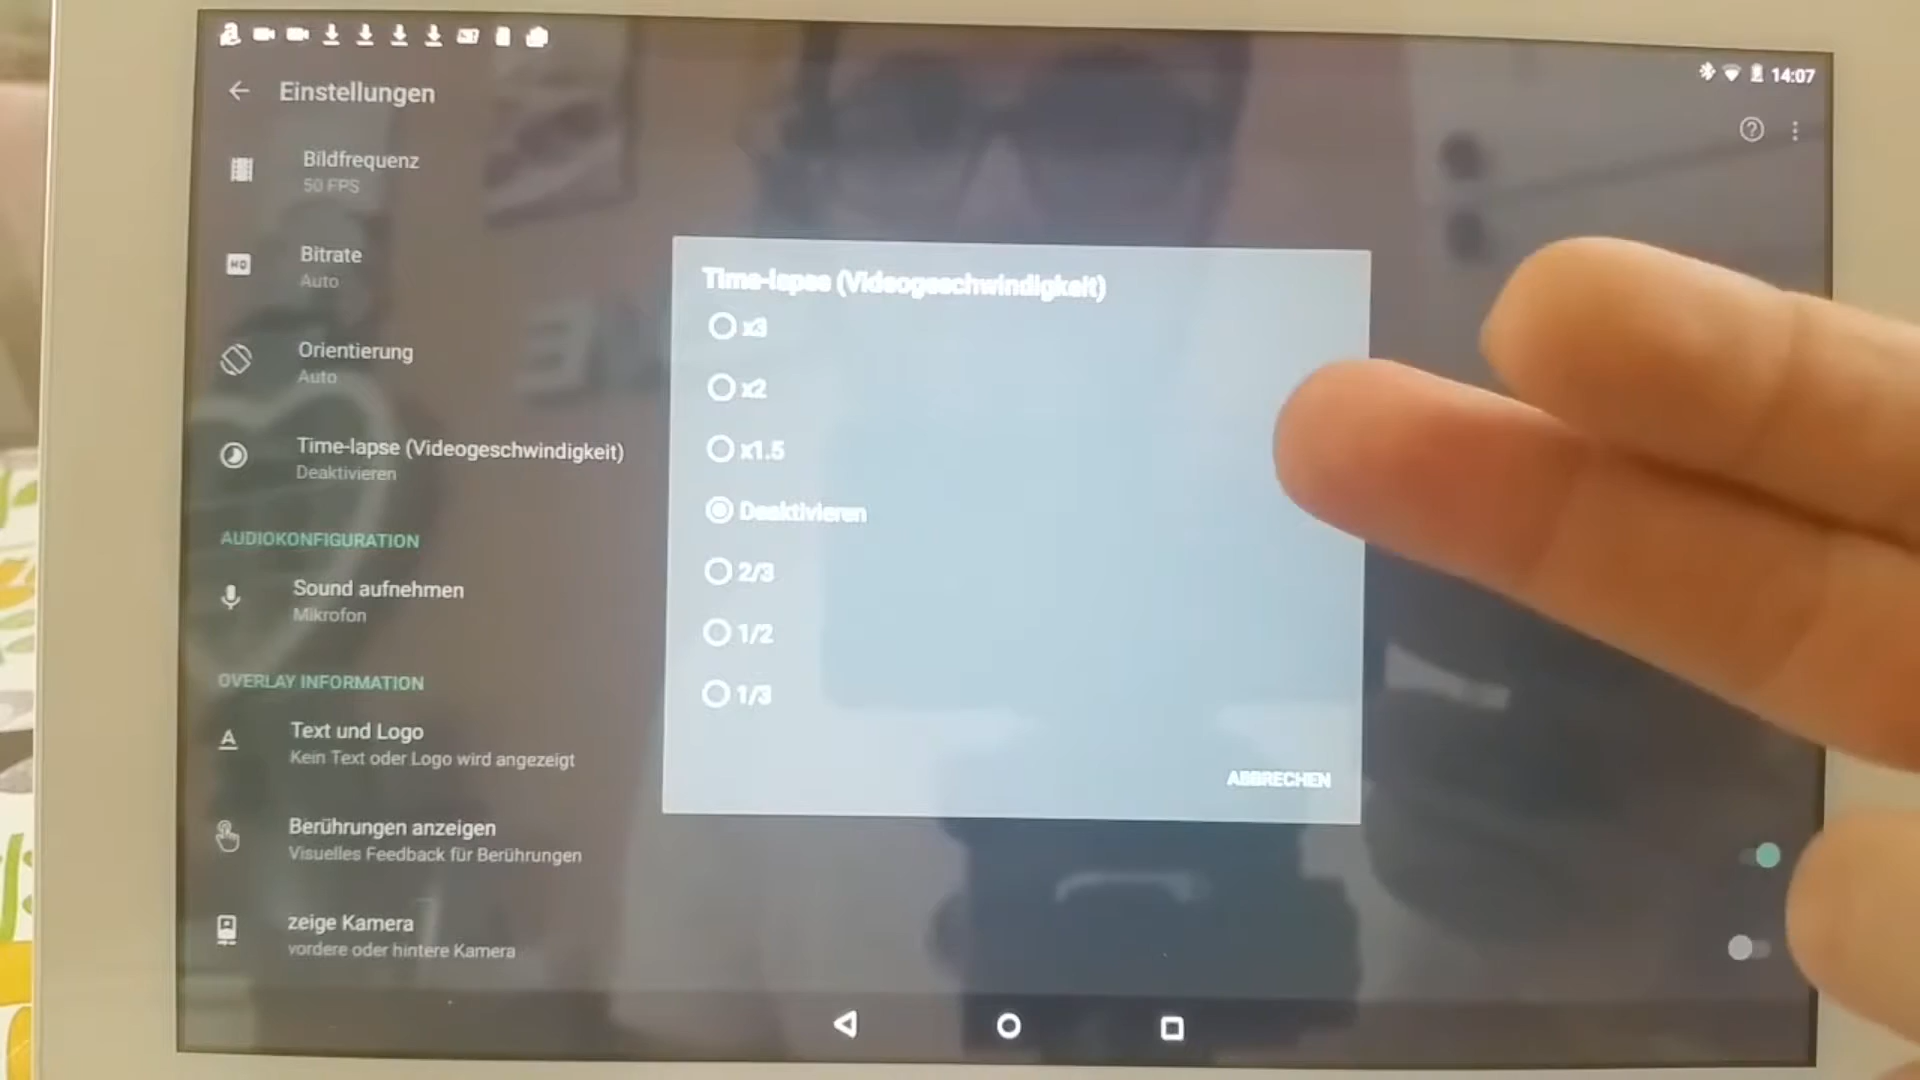 14:07
Einstellungen
Bildfrequenz
50 FPS
HQ
Bitrate
Auto
Orientierung
Auto
Time-lapse (Videogeschwindigkeit)
Deaktivieren
AUDIOKONFIGURATION
Sound aufnehmen
Mikrofon
OVERLAY INFORMATION
A
Text und Logo
Kein Text oder Logo wird angezeigt
Berührungen anzeigen
Visuelles Feedback für Berührungen
zeige Kamera
vordere oder hintere Kamera
Time-lapse (Videogeschwindigkeit)
x3
x2
x1.5
Deaktivieren
2/3
1/2
1/3
ABBRECHEN